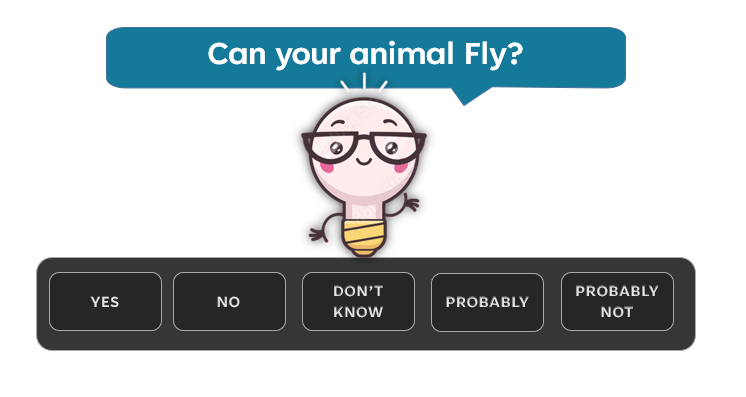 Can your animal Fly?
YES
NO
DON'T
KNOW
PROBABLY
PROBABLY
NOT